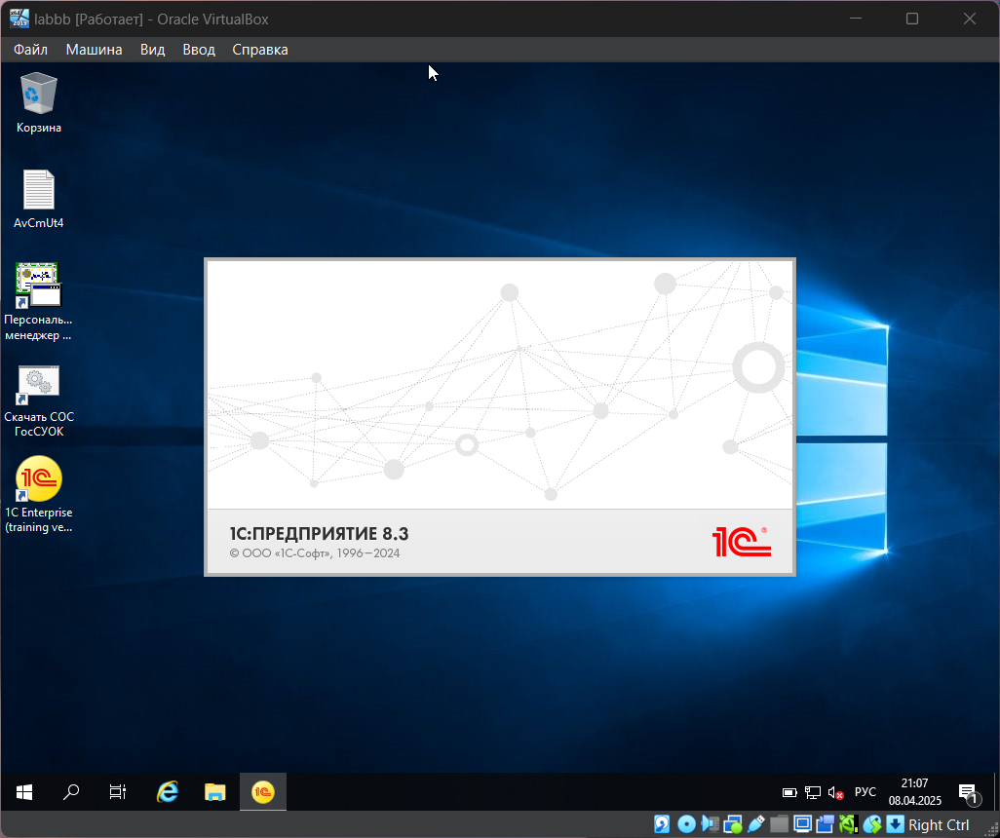 labbb [Работает] - Oracle VirtualBox
Файл Машина Вид Ввод Справка
Корзина
AvCmUt4
Персональ...
менеджер ...
Скачать СОС
ГосСУОК
1C Enterprise
(training ve...
1С:ПРЕДПРИЯТИЕ 8.3
© ООО «1С-Софт», 1996–2024
1С®
РУС
21:07
08.04.2025
1
Right Ctrl